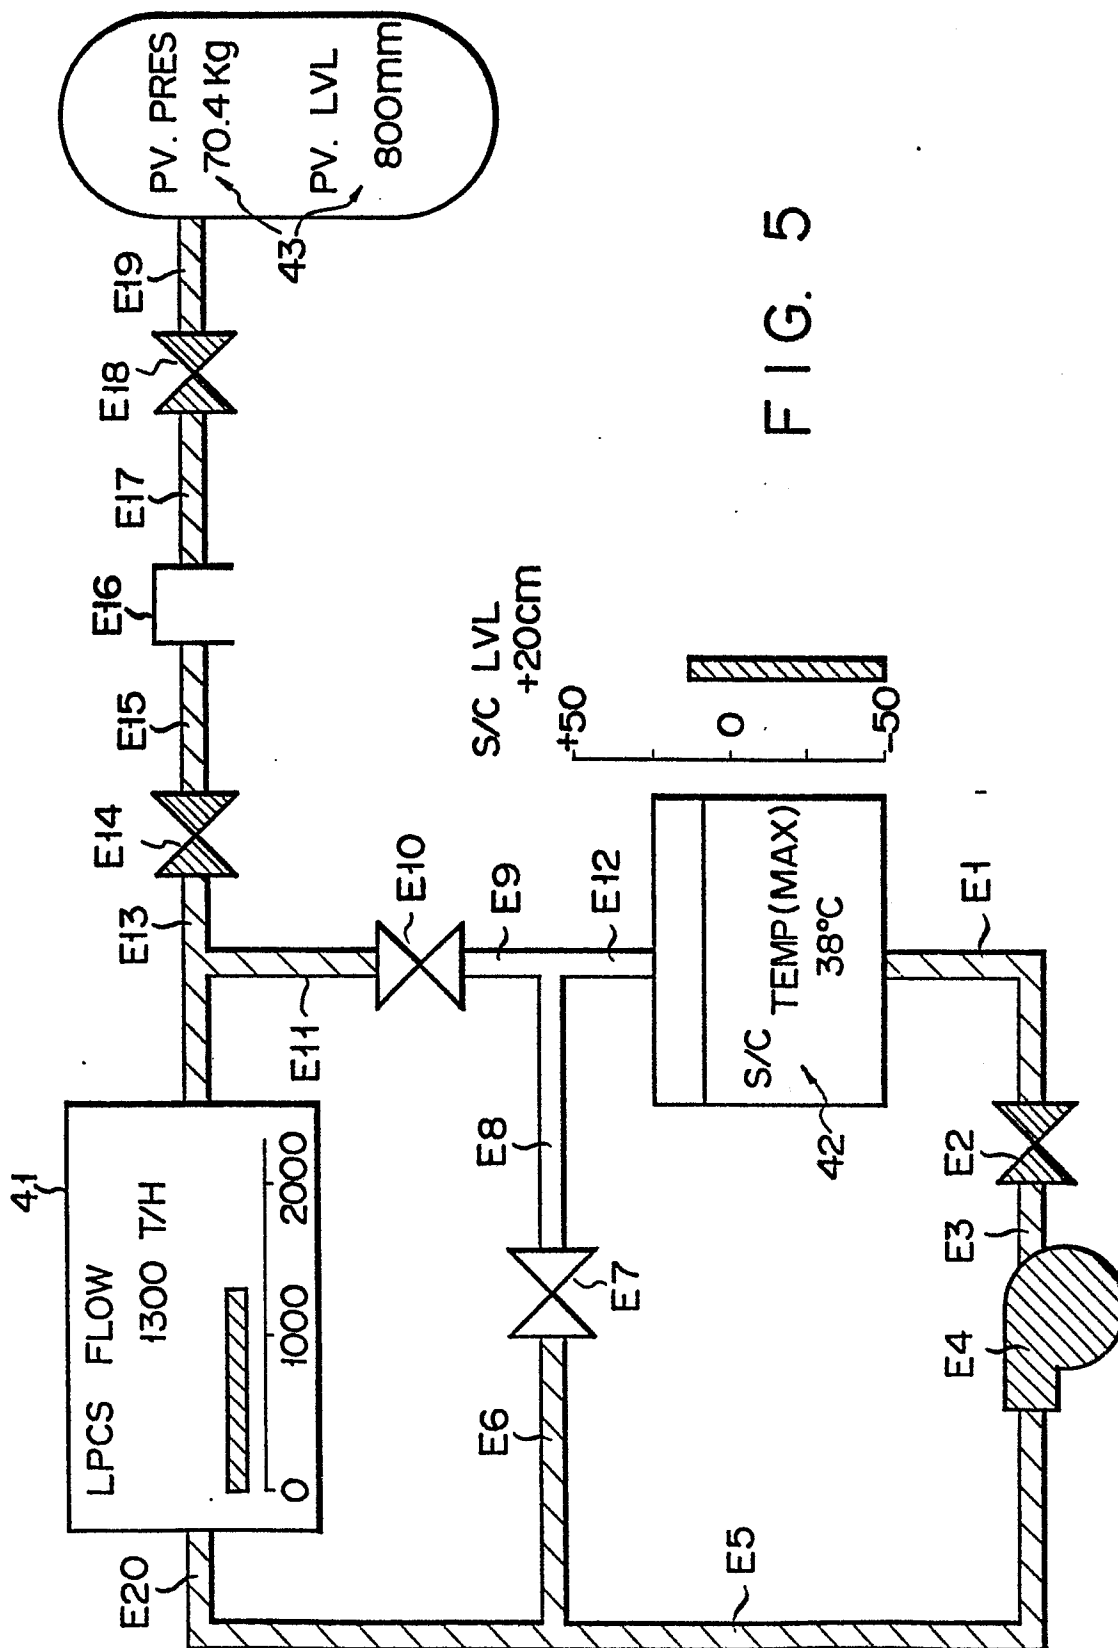 41
LPCS FLOW
1300 T/H
0 1000 2000
E20
E13
E14
E15
E16
E17
E18
E19
PV. PRES
70.4Kg
PV. LVL
800mm
43
E11
E10
E9
E12
E8
E7
E6
E5
S/C LVL
+20cm
+50
0
-50
S/C
TEMP(MAX)
38°C
42
E1
E2
E3
E4
FIG. 5